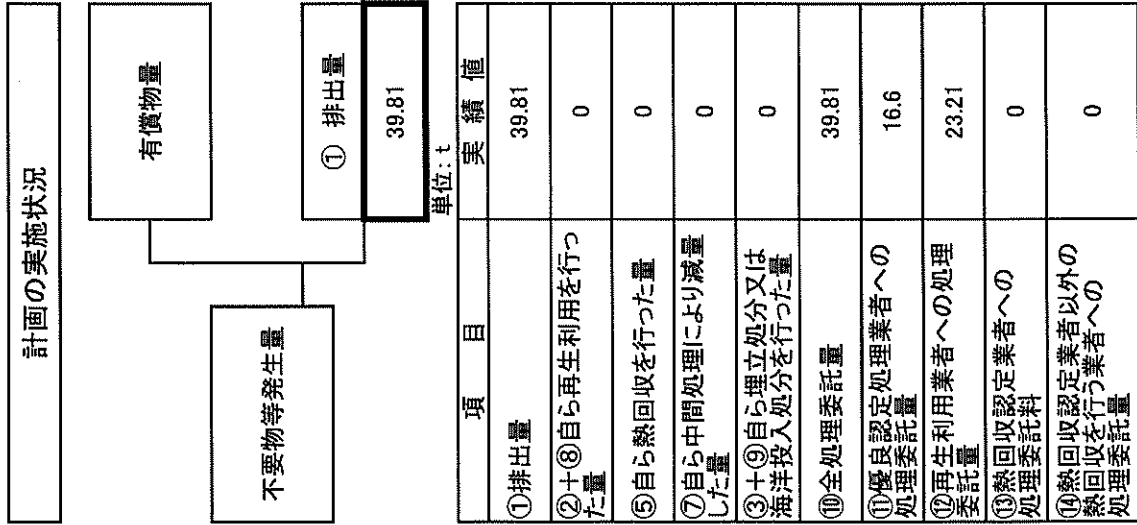 計画の実施状況
不要物等発生量
有償物量
① 排出量
39.81
単位:t
項 目
実 績 値
①排出量
39.81
②+⑧自ら再生利用を行っ
た量
0
⑤自ら熱回収を行った量
0
⑦自ら中間処理により減量
した量
0
③+⑨自ら埋立処分又は
海洋投入処分を行った量
0
⑩全処理委託量
39.81
⑪優良認定処理業者への
処理委託量
16.6
⑫再生利用業者への処理
委託量
23.21
⑬熱回収認定業者への
処理委託料
0
⑭熱回収認定業者以外の
熱回収を行う業者への
処理委託量
0